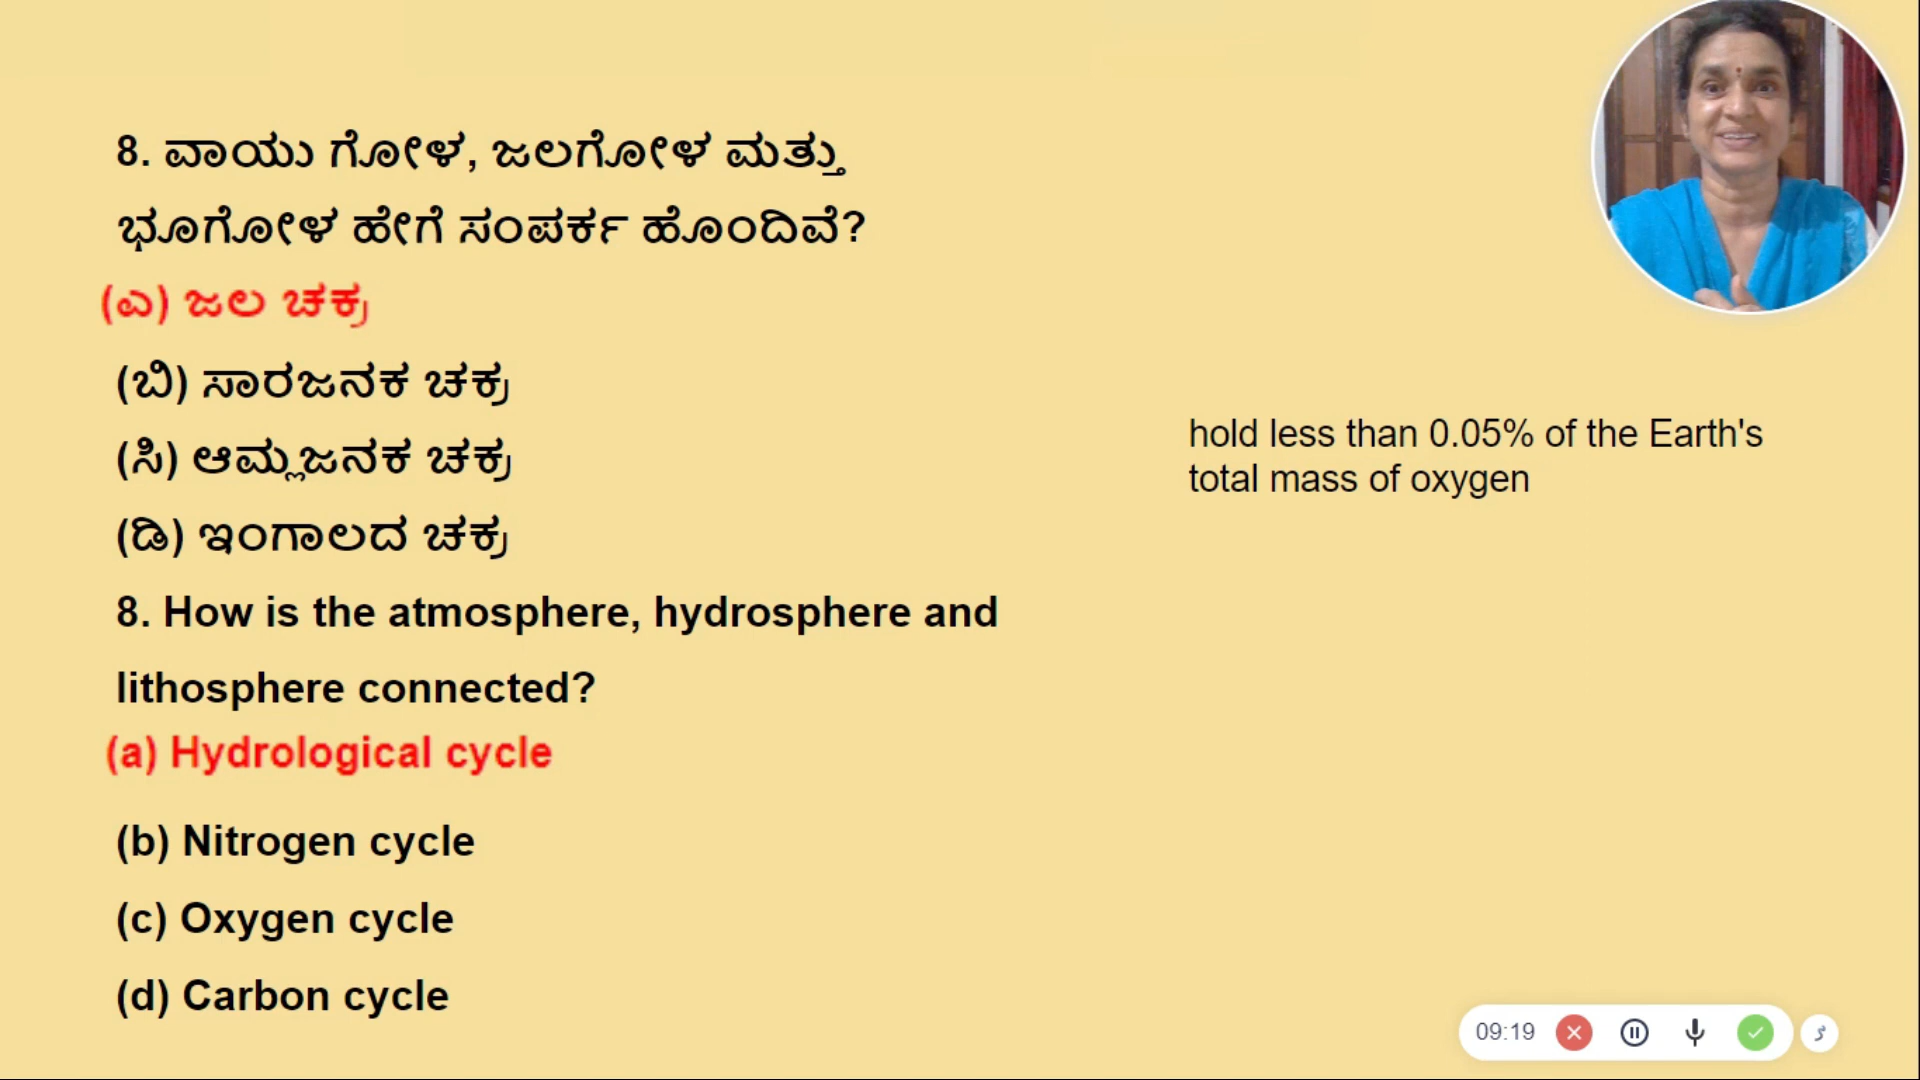 8. ವಾಯು ಗೋಳ, ಜಲಗೋಳ ಮತ್ತು
ಭೂಗೋಳ ಹೇಗೆ ಸಂಪರ್ಕ ಹೊಂದಿವೆ?
(ಎ) ಜಲ ಚಕ್ರ
(ಬಿ) ಸಾರಜನಕ ಚಕ್ರ
(ಸಿ) ಆಮ್ಲಜನಕ ಚಕ್ರ
(ಡಿ) ಇಂಗಾಲದ ಚಕ್ರ
8. How is the atmosphere, hydrosphere and
lithosphere connected?
(a) Hydrological cycle
(b) Nitrogen cycle
(c) Oxygen cycle
(d) Carbon cycle
hold less than 0.05% of the Earth's
total mass of oxygen
09:19